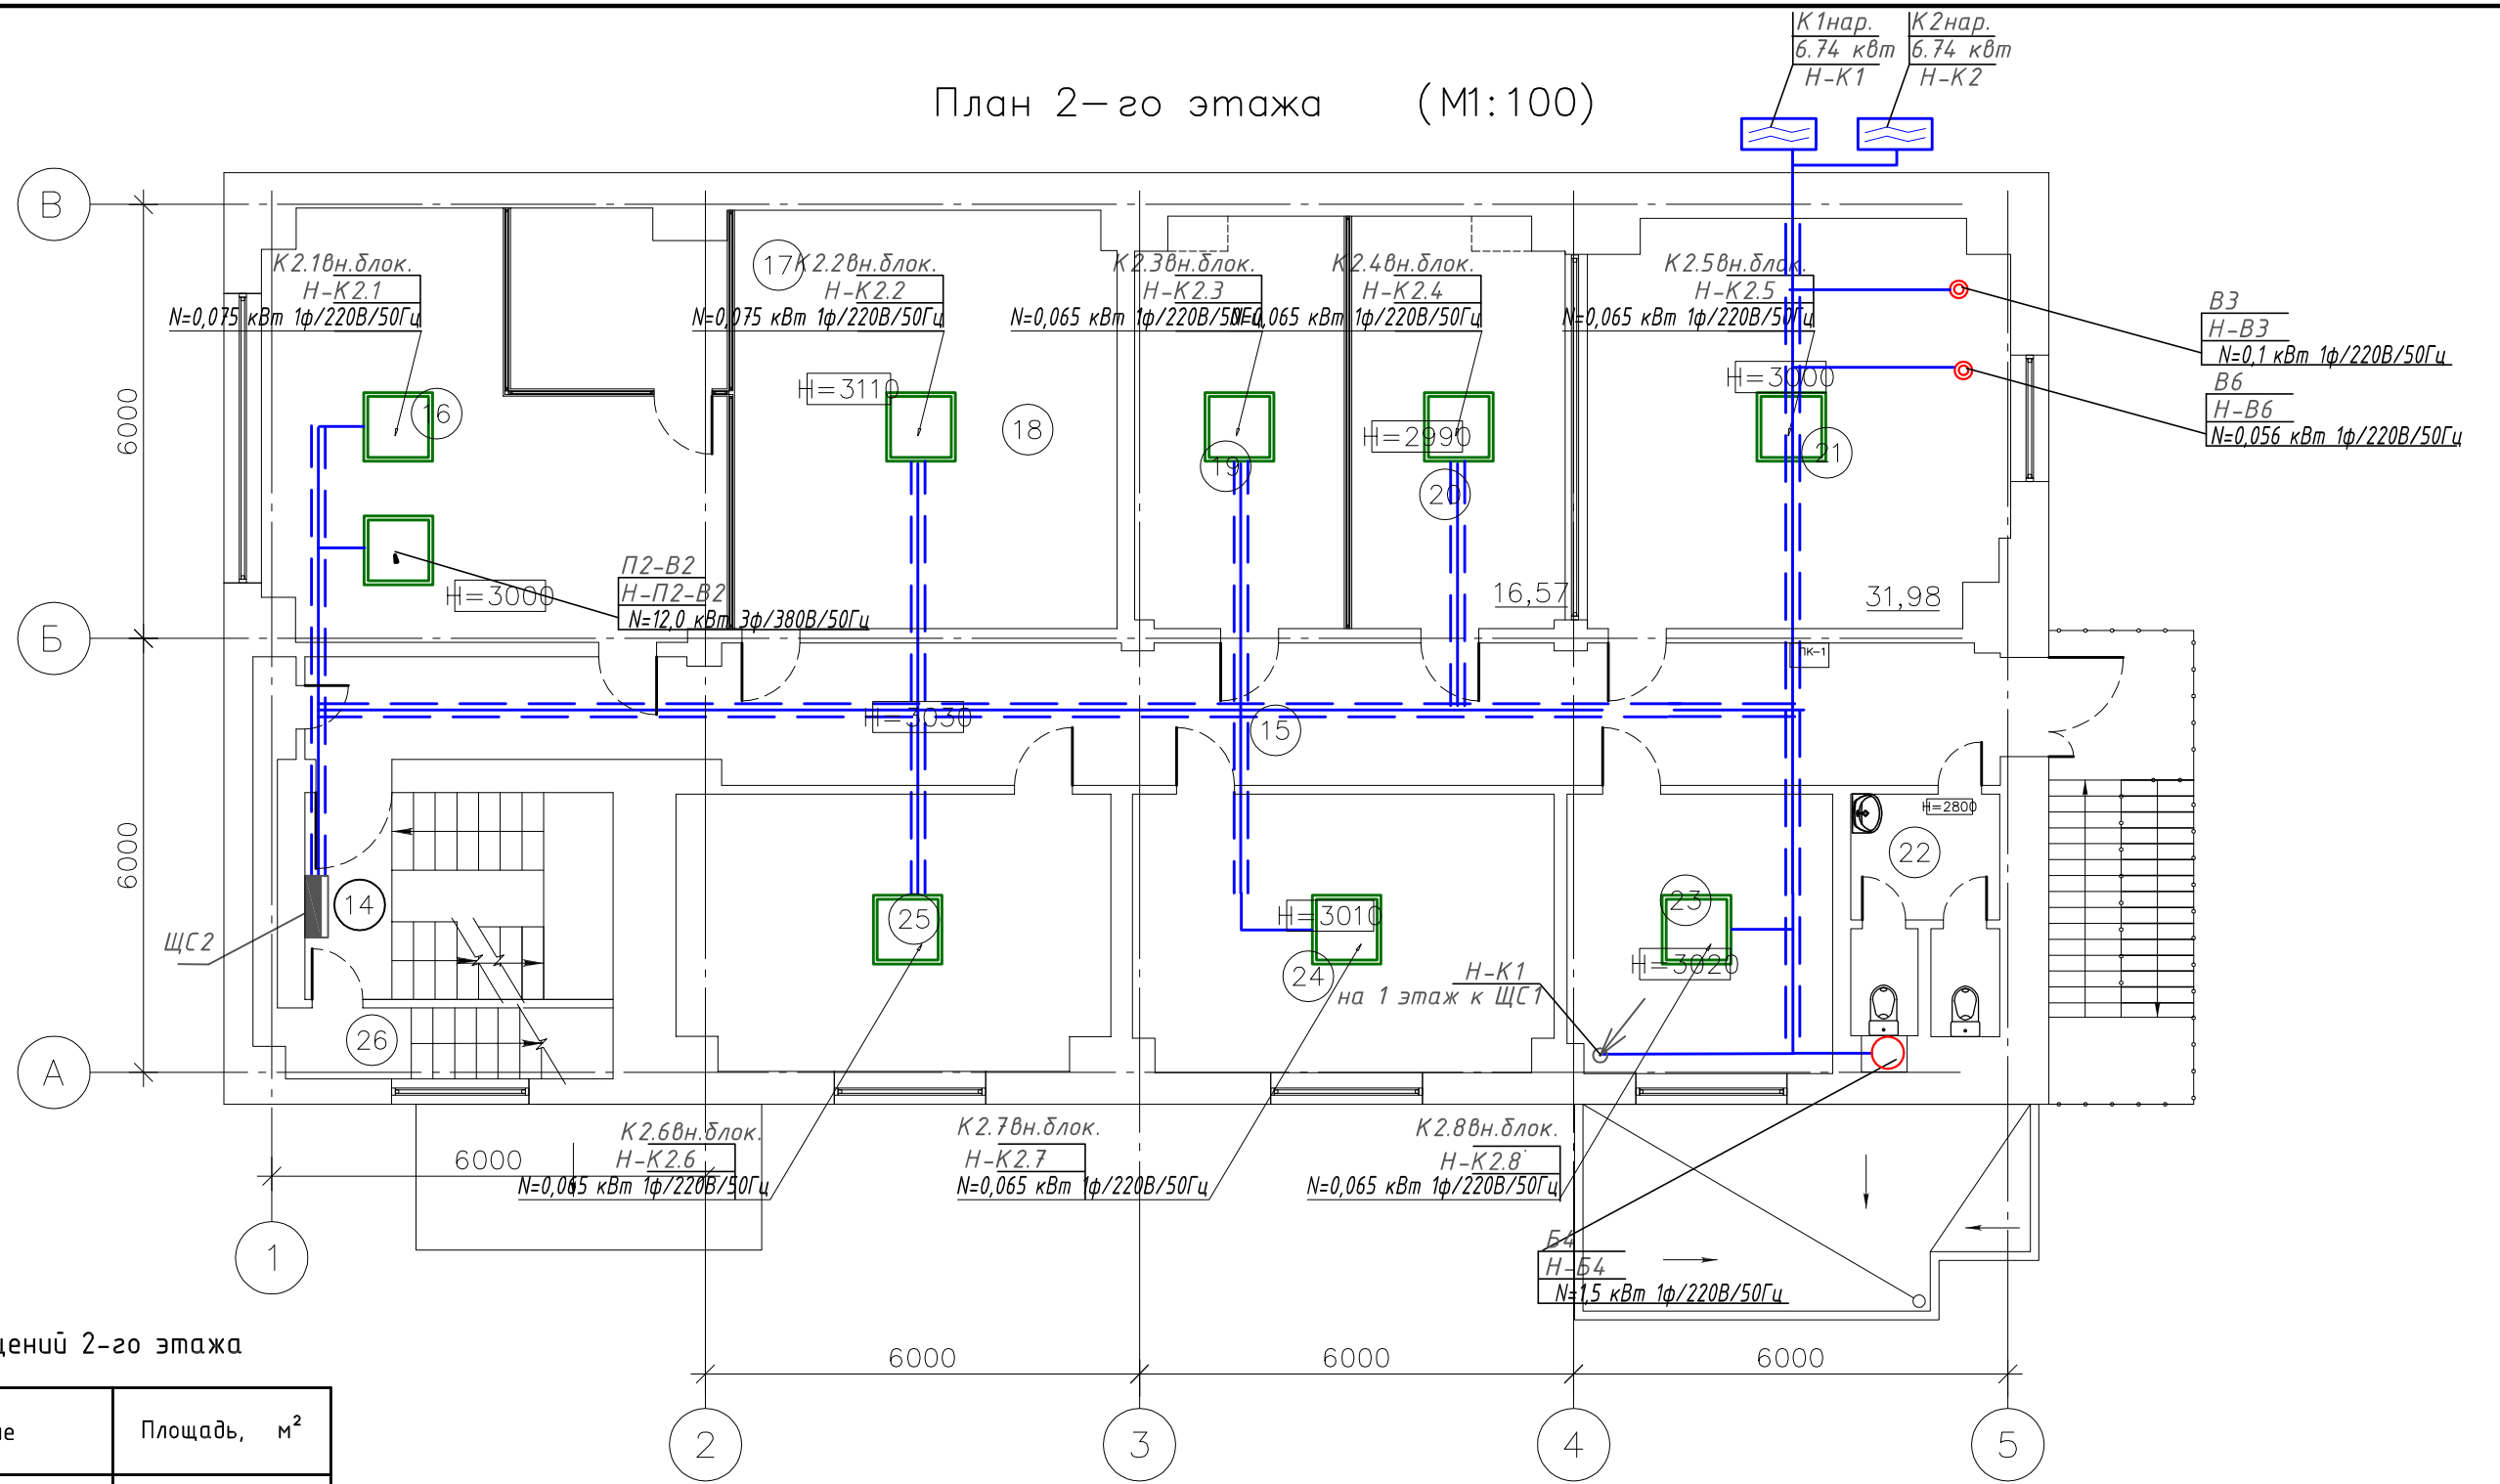 К1нар.
6.74 квт
Н-К1
К2нар.
6.74 квт
Н-К2
План 2-го этажа (М1:100)
В
К2.1вн.блок.
Н-К2.1
N=0,075 кВт 1ф/220В/50Гц
17
К2.2вн.блок.
Н-К2.2
N=0,075 кВт 1ф/220В/50Гц
К2.3вн.блок.
Н-К2.3
N=0,065 кВт 1ф/220В/50Гц
К2.4вн.блок.
Н-К2.4
N=0,065 кВт 1ф/220В/50Гц
К2.5вн.блок.
Н-К2.5
N=0,065 кВт 1ф/220В/50Гц
В3
Н-В3
N=0,1 кВт 1ф/220В/50Гц
В6
Н-В6
N=0,056 кВт 1ф/220В/50Гц
6000
16
Н=3110
18
19
Н=2990
20
Н=3000
21
Н=3000
П2-В2
Н-П2-В2
N=12,0 кВт 3ф/380В/50Гц
16,57
31,98
Б
ПК-1
Н=3030
15
6000
14
ЩС2
25
Н=3010
24
23
Н=3020
Н=2800
22
Н-К1
на 1 этаж к ЩС1
26
А
6000
К2.6вн.блок.
Н-К2.6
N=0,065 кВт 1ф/220В/50Гц
К2.7вн.блок.
Н-К2.7
N=0,065 кВт 1ф/220В/50Гц
К2.8вн.блок.
Н-К2.8
N=0,065 кВт 1ф/220В/50Гц
Б4
Н-Б4
N=1,5 кВт 1ф/220В/50Гц
1
щений 2-го этажа
6000
6000
6000
Площадь, м²
ие
2
3
4
5